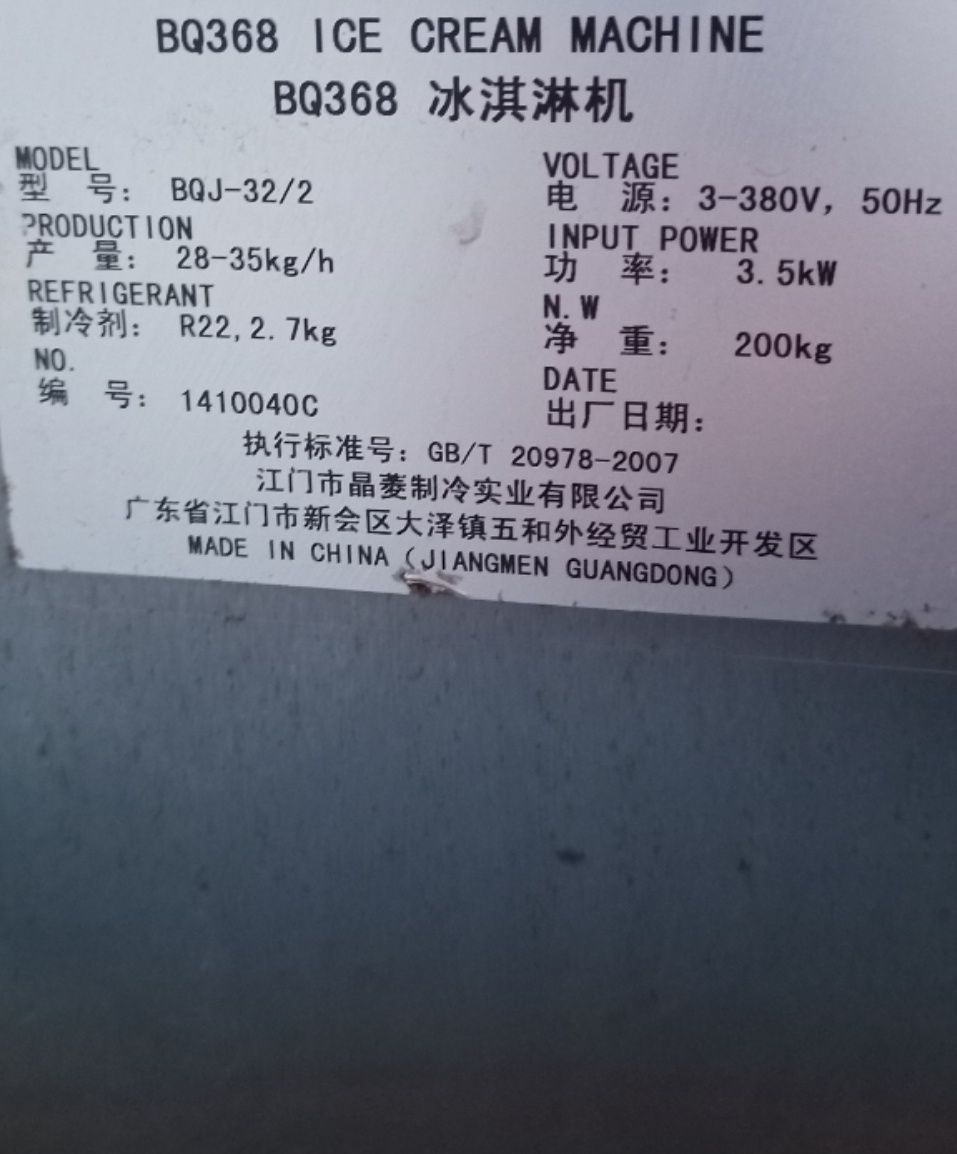 BQ368 ICE CREAM MACHINE
BQ368 冰淇淋机
MODEL
型 号: BQJ-32/2
PRODUCTION
产 量: 28-35kg/h
REFRIGERANT
制冷剂: R22,2.7kg
NO.
编 号: 1410040C
VOLTAGE
电 源: 3-380V, 50Hz
INPUT POWER
功 率: 3.5kW
N.W
净 重: 200kg
DATE
出厂日期:
执行标准号: GB/T 20978-2007
江门市晶菱制冷实业有限公司
广东省江门市新会区大泽镇五和外经贸工业开发区
MADE IN CHINA (JIANGMEN GUANGDONG)